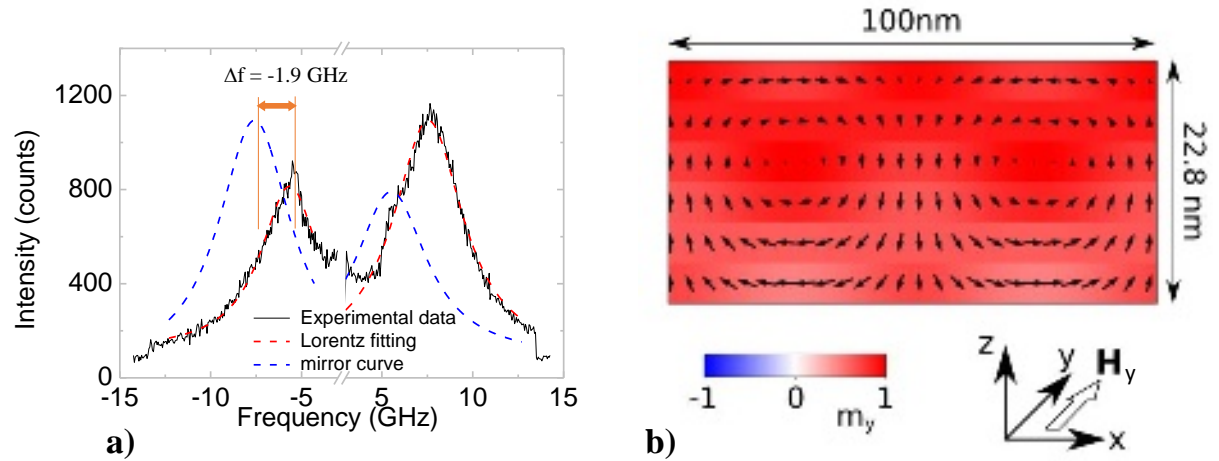 Δf = -1.9 GHz
Intensity (counts)
1200
800
400
0
Experimental data
Lorentz fitting
mirror curve
-15 -10 -5 5 10 15
Frequency (GHz)
a)
100nm
22.8 nm
-1 0 1
m_y
z
y
H_y
x
b)